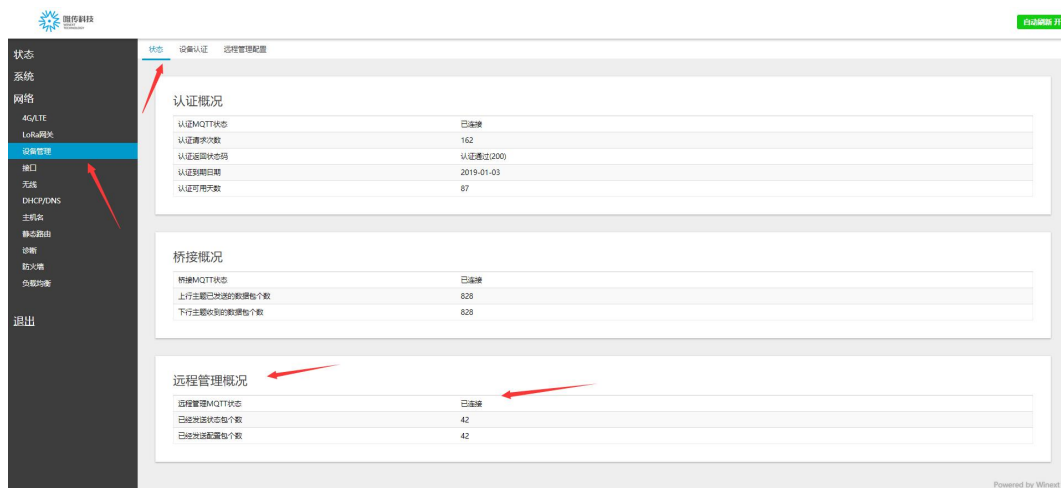 唯传科技
WINEXT
TECHNOLOGY
自动刷新 开
状态
系统
网络
4G/LTE
LoRa网关
设备管理
接口
无线
DHCP/DNS
主机名
静态路由
诊断
防火墙
负载均衡
退出
状态 设备认证 远程管理配置
认证概况
认证MQTT状态 已连接
认证请求次数 162
认证返回状态码 认证通过(200)
认证到期日期 2019-01-03
认证可用天数 87
桥接概况
桥接MQTT状态 已连接
上行主题已发送的数据包个数 828
下行主题收到的数据包个数 828
远程管理概况
远程管理MQTT状态 已连接
已经发送状态包个数 42
已经发送配置包个数 42
Powered by Winext